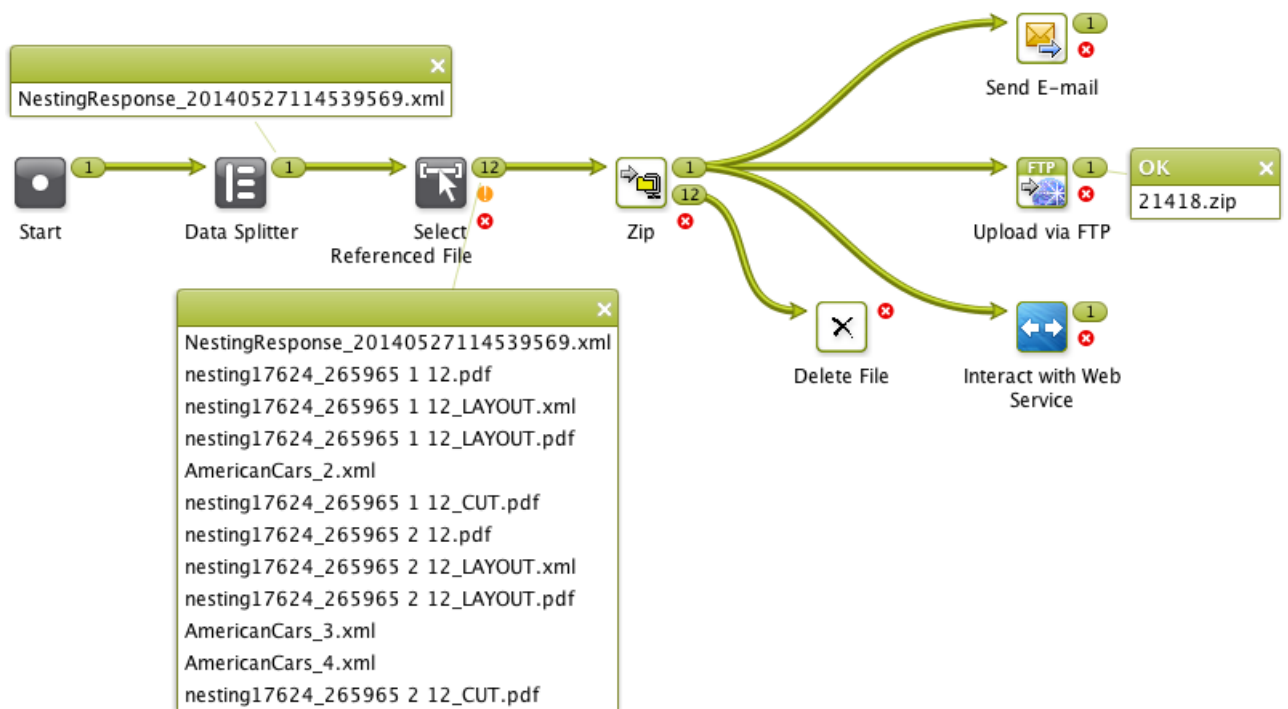 1
Send E-mail
NestingResponse_20140527114539569.xml
1
1
12
1
12
FTP
1
OK
21418.zip
Start
Data Splitter
Select
Referenced File
Zip
Upload via FTP
NestingResponse_20140527114539569.xml
nesting17624_265965 1 12.pdf
nesting17624_265965 1 12_LAYOUT.xml
nesting17624_265965 1 12_LAYOUT.pdf
AmericanCars_2.xml
nesting17624_265965 1 12_CUT.pdf
nesting17624_265965 2 12.pdf
nesting17624_265965 2 12_LAYOUT.xml
nesting17624_265965 2 12_LAYOUT.pdf
AmericanCars_3.xml
AmericanCars_4.xml
nesting17624_265965 2 12_CUT.pdf
Delete File
1
Interact with Web
Service